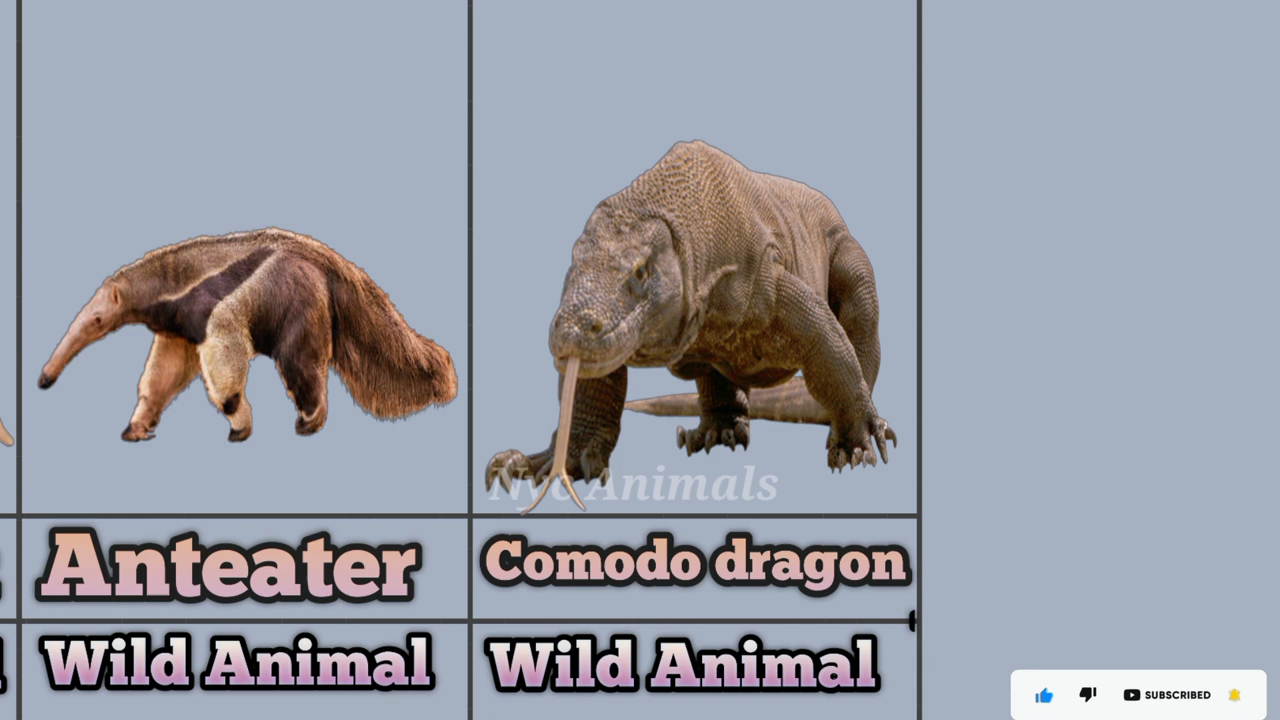 Nyc Animals
Anteater
Comodo dragon
Wild Animal
Wild Animal
SUBSCRIBED